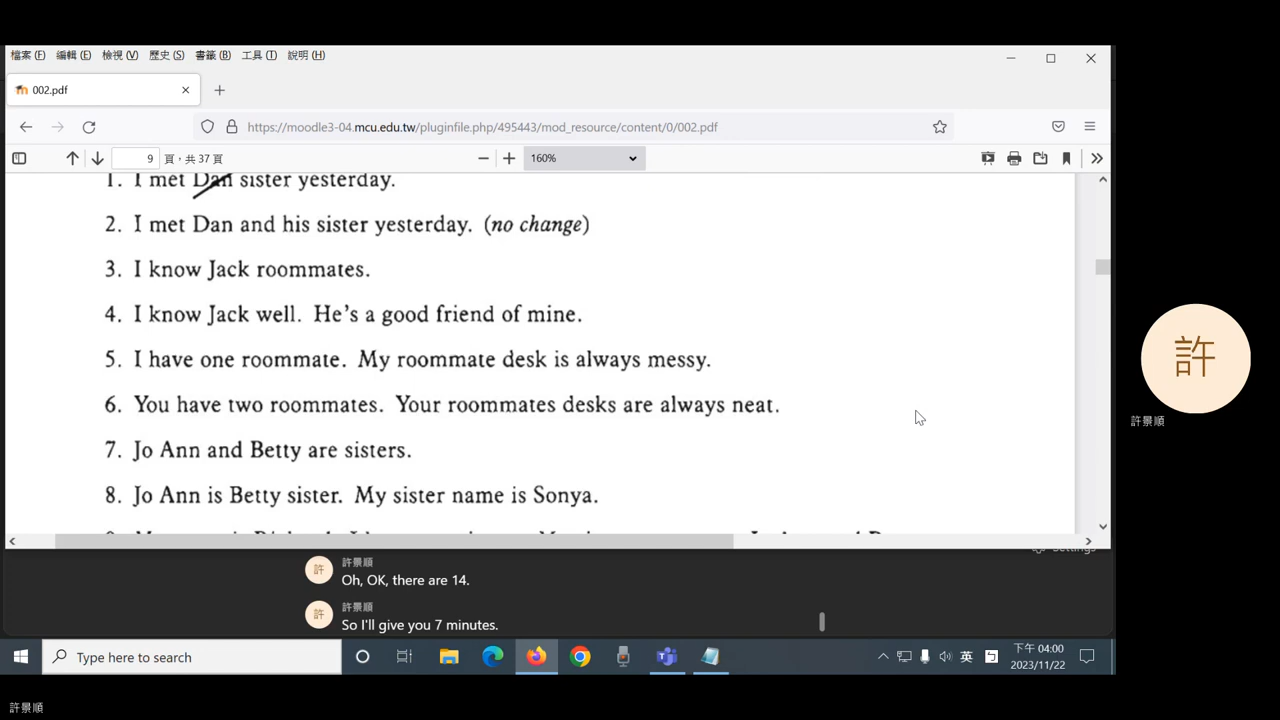 檔案 (F) 編輯 (E) 檢視 (V) 歷史 (S) 書籤 (B) 工具 (T) 說明 (H)
002.pdf
https://moodle3-04.mcu.edu.tw/pluginfile.php/495443/mod_resource/content/0/002.pdf
9 頁，共 37 頁
160%
1. I met Dan sister yesterday.
2. I met Dan and his sister yesterday. (no change)
3. I know Jack roommates.
4. I know Jack well. He's a good friend of mine.
5. I have one roommate. My roommate desk is always messy.
6. You have two roommates. Your roommates desks are always neat.
7. Jo Ann and Betty are sisters.
8. Jo Ann is Betty sister. My sister name is Sonya.
許
許景順
Settings
許景順
許
Oh, OK, there are 14.
許景順
許
So I'll give you 7 minutes.
Type here to search
英
下午 04:00
2023/11/22
許景順